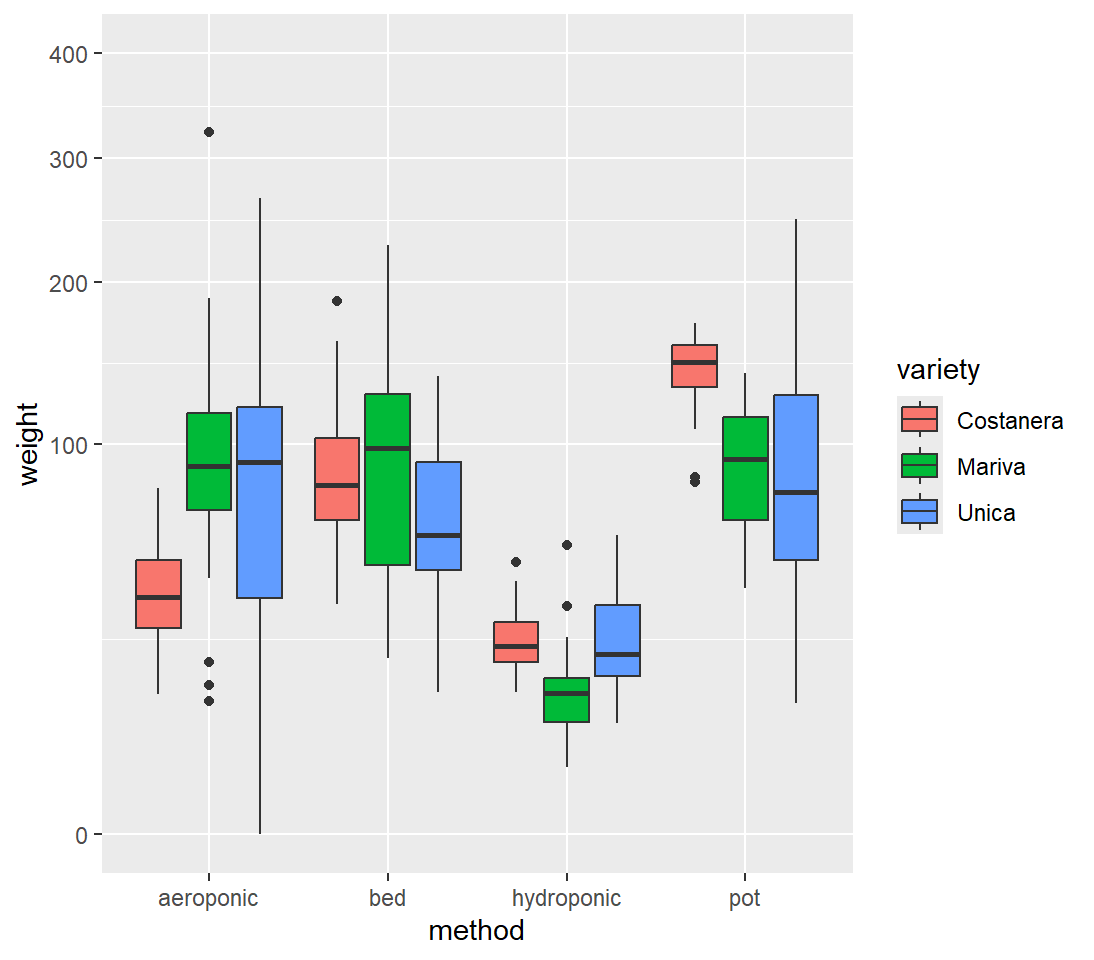 weight
400
300
200
100
0
aeroponic bed hydroponic pot
method
variety
Costanera
Mariva
Unica